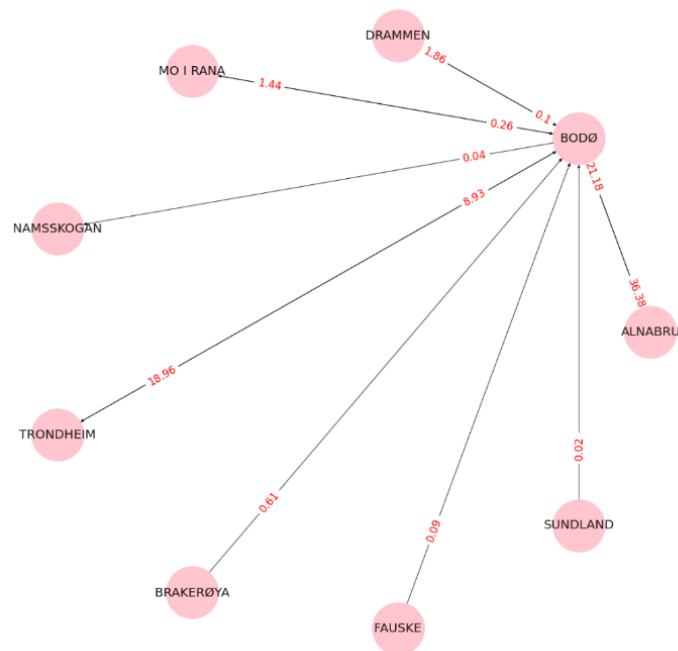 DRAMMEN
1.86
MO I RANA
1.44
0.1
0.26
BODØ
0.04
21.18
8.93
NAMSSKOGAN
36.38
ALNABRU
18.96
TRONDHEIM
0.02
0.61
SUNDLAND
0.09
BRAKERØYA
FAUSKE